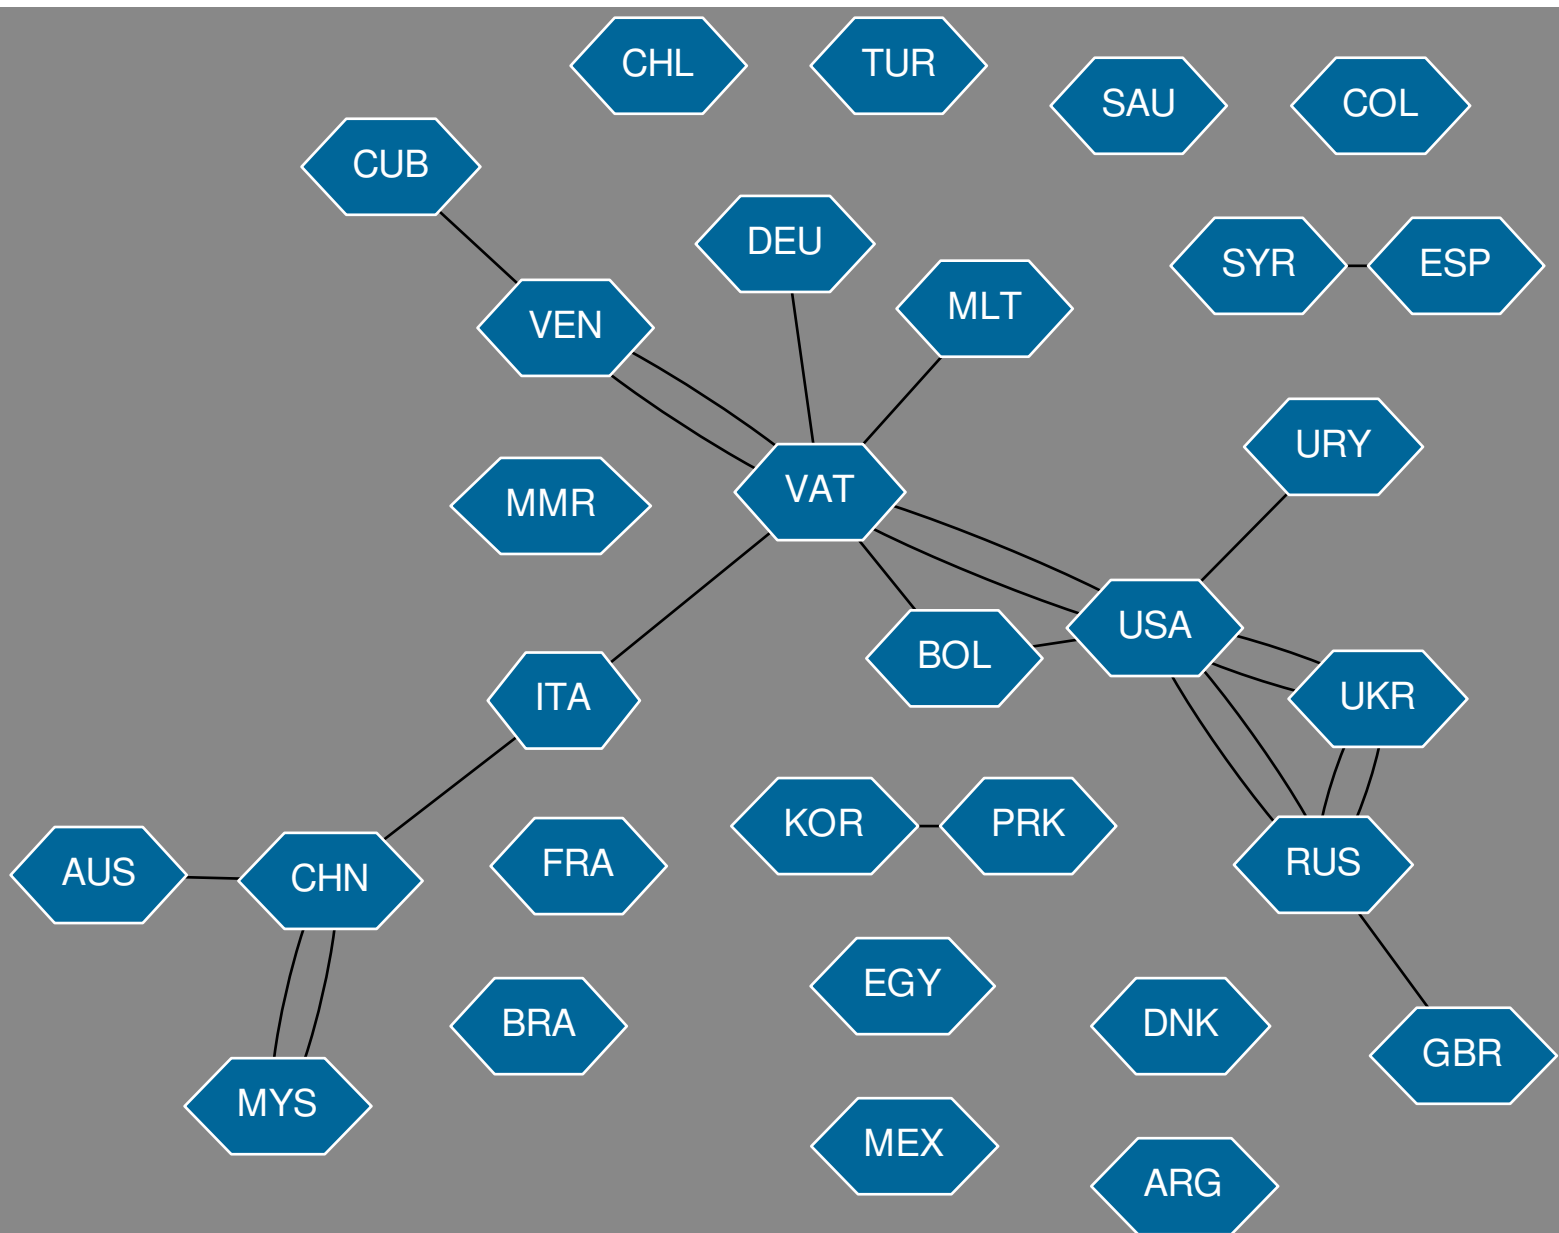 CHL
TUR
SAU
COL
CUB
DEU
SYR
ESP
MLT
VEN
URY
VAT
MMR
USA
BOL
ITA
UKR
KOR
PRK
RUS
FRA
AUS
CHN
EGY
BRA
DNK
GBR
MYS
MEX
ARG